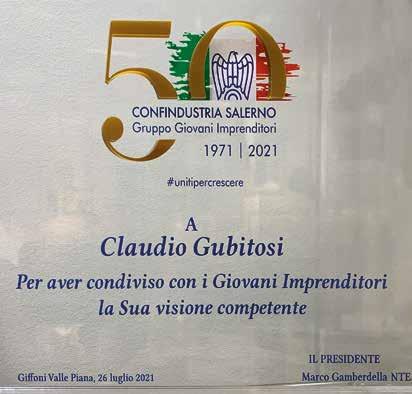 50
CONFINDUSTRIA SALERNO
Gruppo Giovani Imprenditori
1971 | 2021
#unitipercrescere
A
Claudio Gubitosi
Per aver condiviso con i Giovani Imprenditori
la Sua visione competente
IL PRESIDENTE
Giffoni Valle Piana, 26 luglio 2021 Marco Gamberdella NTE